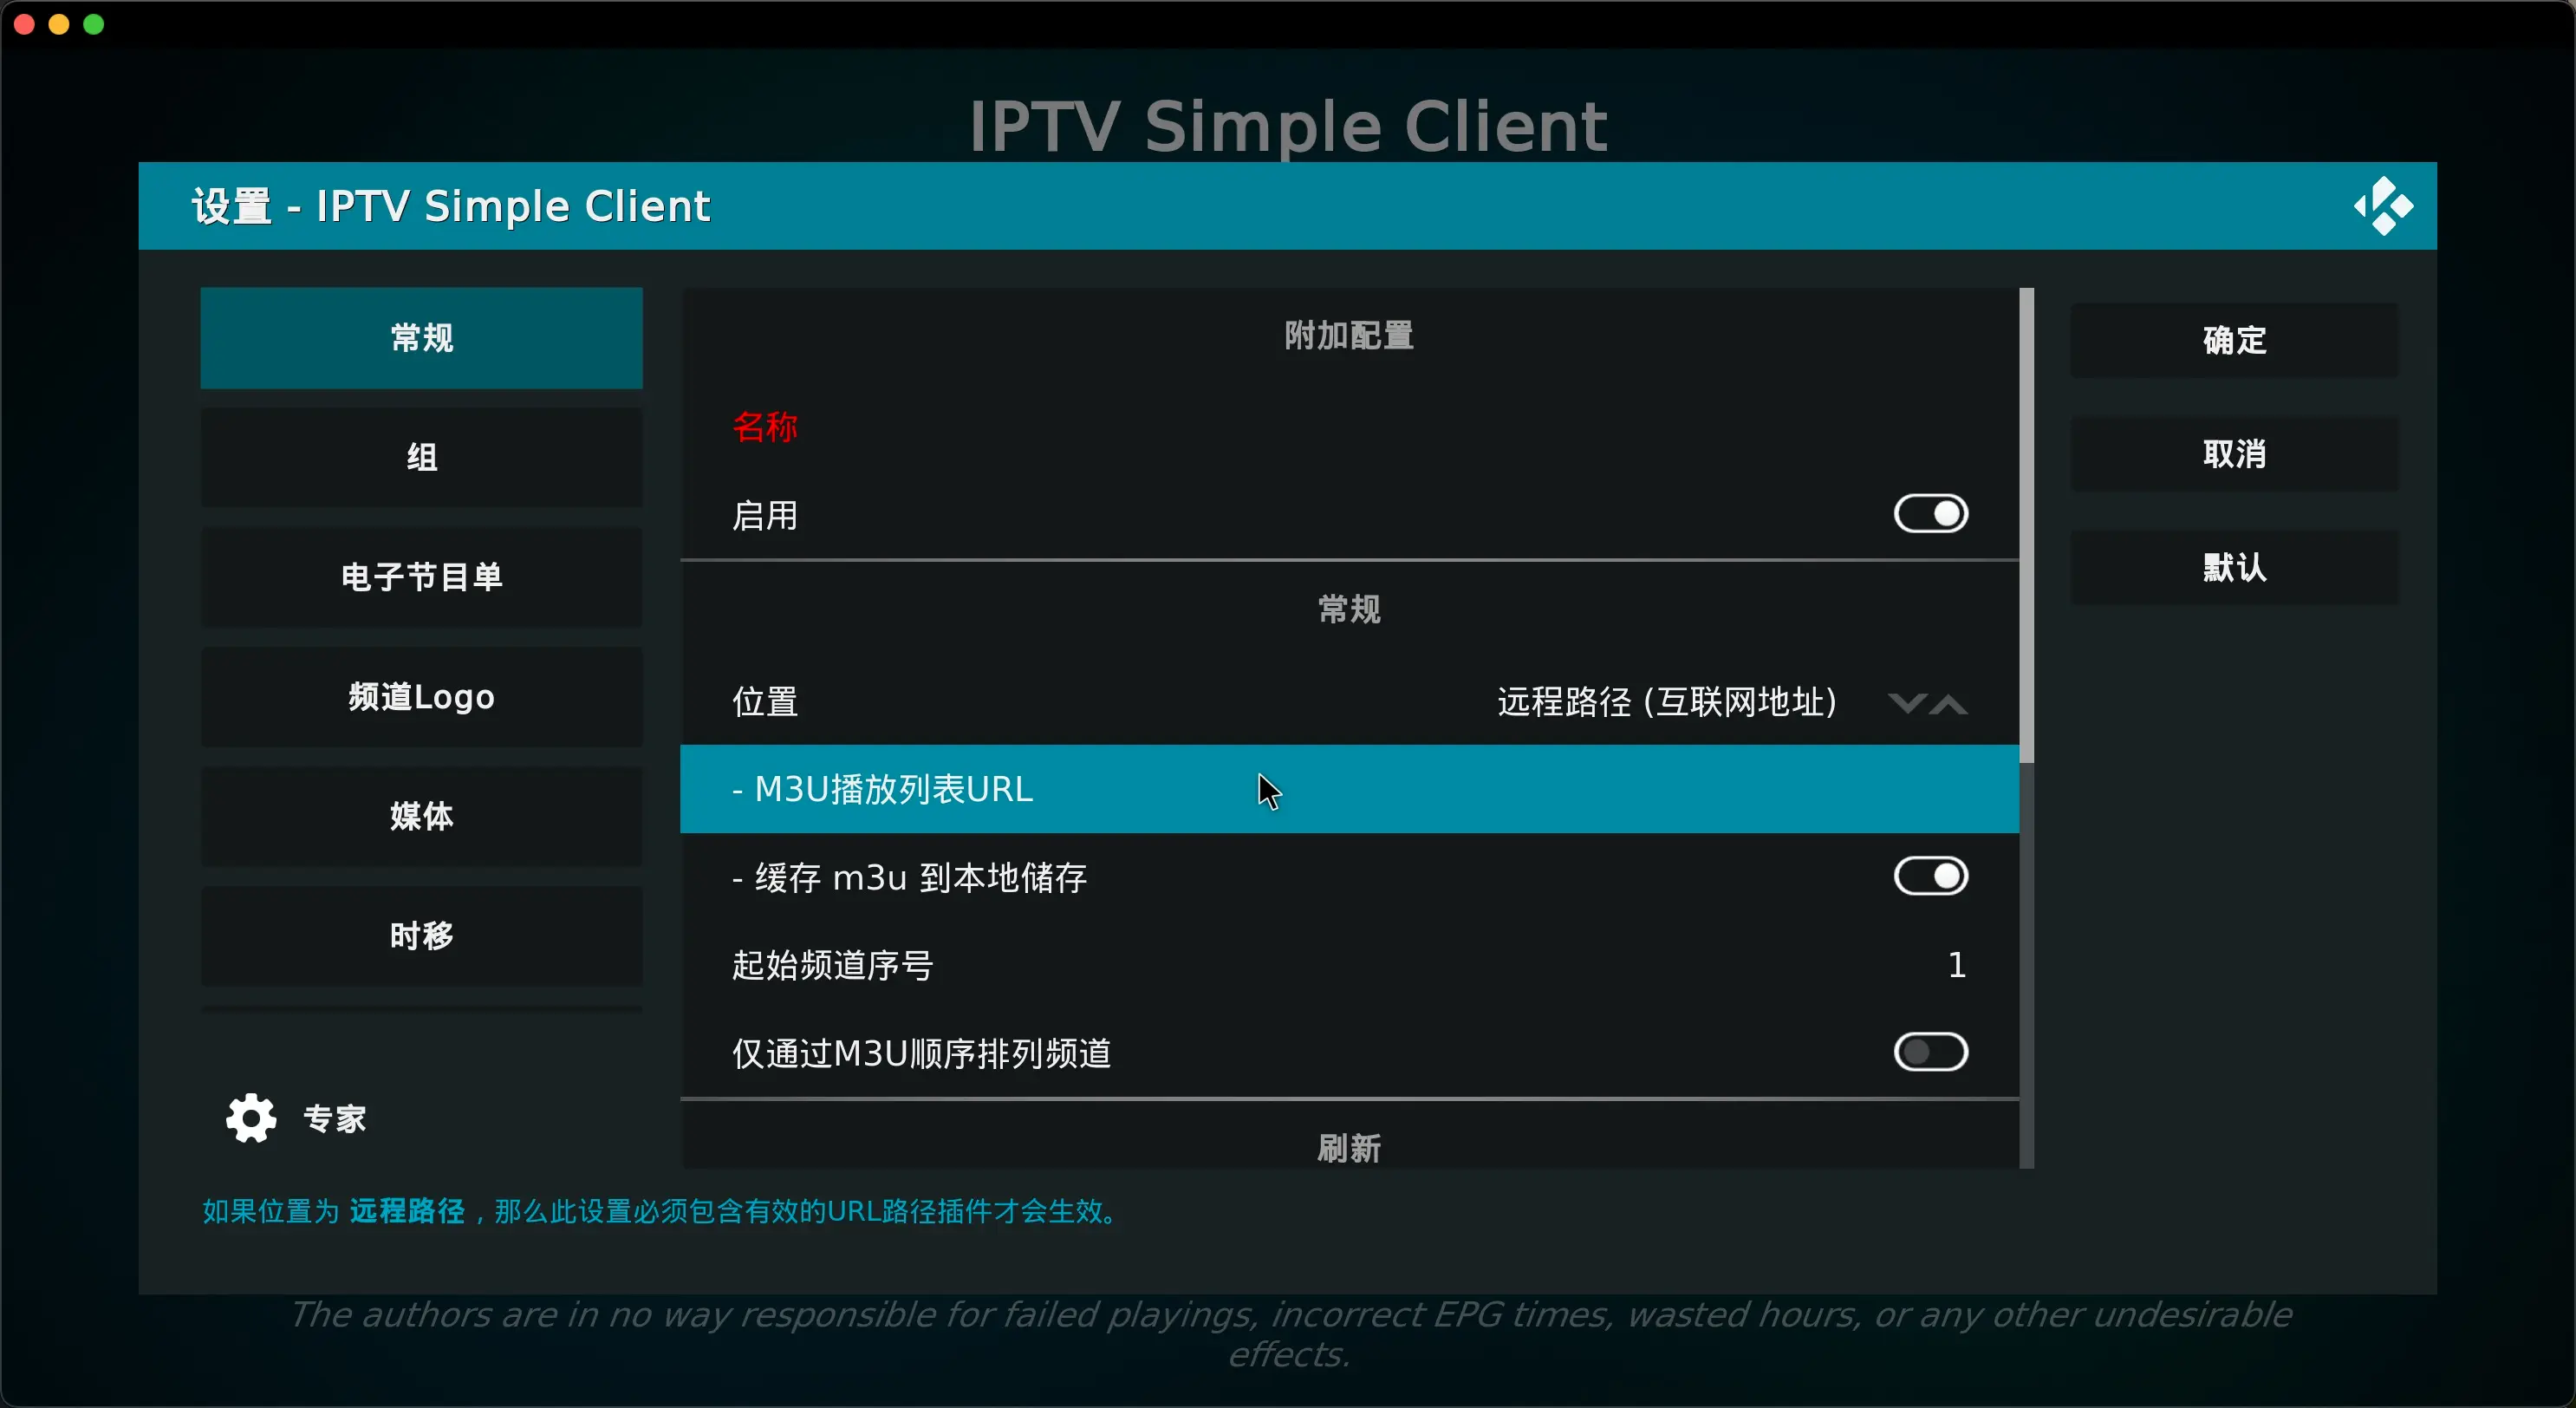 IPTV Simple Client
设置 - IPTV Simple Client
常规
组
电子节目单
频道Logo
媒体
时移
专家
附加配置
名称
启用
常规
位置 远程路径 (互联网地址)
- M3U播放列表URL
- 缓存 m3u 到本地储存
起始频道序号 1
仅通过M3U顺序排列频道
刷新
确定
取消
默认
如果位置为 远程路径，那么此设置必须包含有效的URL路径插件才会生效。
The authors are in no way responsible for failed playings, incorrect EPG times, wasted hours, or any other undesirable
effects.